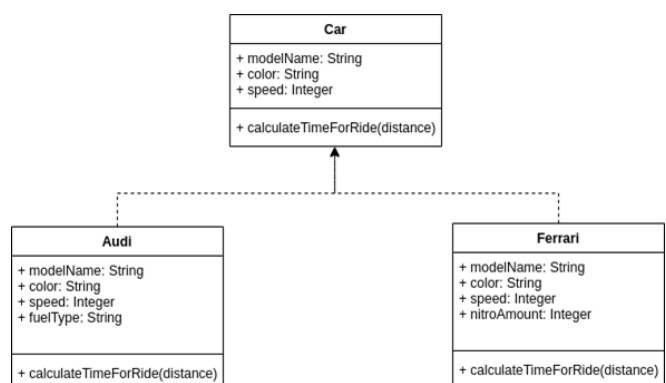 Car
+ modelName: String
+ color: String
+ speed: Integer
+ calculateTimeForRide(distance)
Audi
+ modelName: String
+ color: String
+ speed: Integer
+ fuelType: String
+ calculateTimeForRide(distance)
Ferrari
+ modelName: String
+ color: String
+ speed: Integer
+ nitroAmount: Integer
+ calculateTimeForRide(distance)